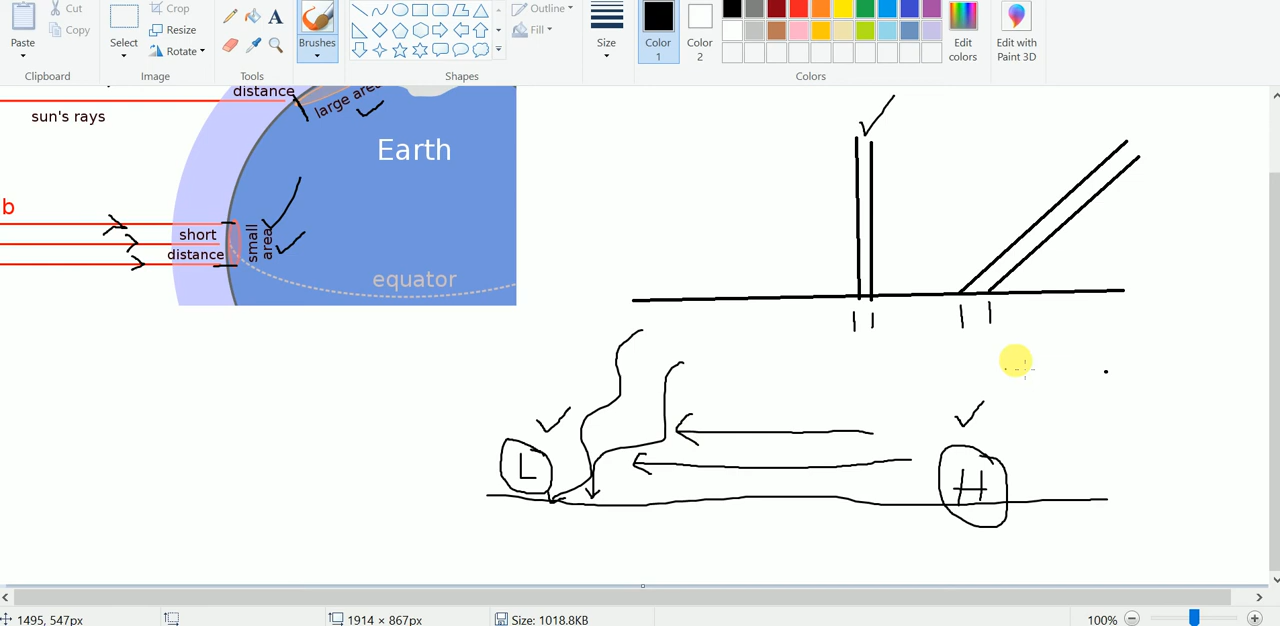 Cut
Crop
Outline
Paste
Copy
Select
Resize
Rotate
Brushes
Fill
Size
Color 1
Color 2
Edit colors
Edit with Paint 3D
Clipboard
Image
Tools
Shapes
Colors
distance
large area
sun's rays
Earth
b
short
distance
small
area
equator
L
H
1495, 547px
1914 × 867px
Size: 1018.8KB
100%